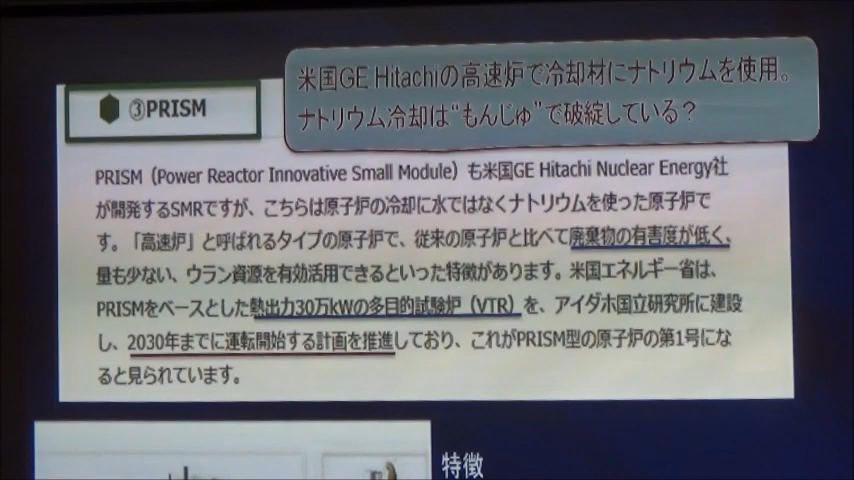 米国GE Hitachiの高速炉で冷却材にナトリウムを使用。
ナトリウム冷却は“もんじゅ”で破綻している？
③PRISM
PRISM（Power Reactor Innovative Small Module）も米国GE Hitachi Nuclear Energy社
が開発するSMRですが、こちらは原子炉の冷却に水ではなくナトリウムを使った原子炉で
す。「高速炉」と呼ばれるタイプの原子炉で、従来の原子炉と比べて廃棄物の有害度が低く、
量も少ない、ウラン資源を有効活用できるといった特徴があります。米国エネルギー省は、
PRISMをベースとした熱出力30万kWの多目的試験炉（VTR）を、アイダホ国立研究所に建設
し、2030年までに運転開始する計画を推進しており、これがPRISM型の原子炉の第1号にな
ると見られています。
特徴